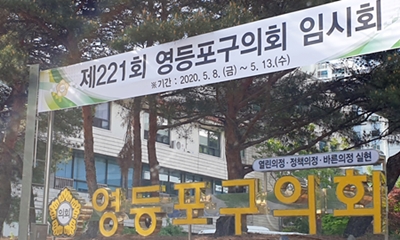 제221회 영등포구의회 임시회
※기간 : 2020. 5. 8.(금) ~ 5. 13.(수)
열린의정·정책의정·바른의정 실현
의회
영등포구의회